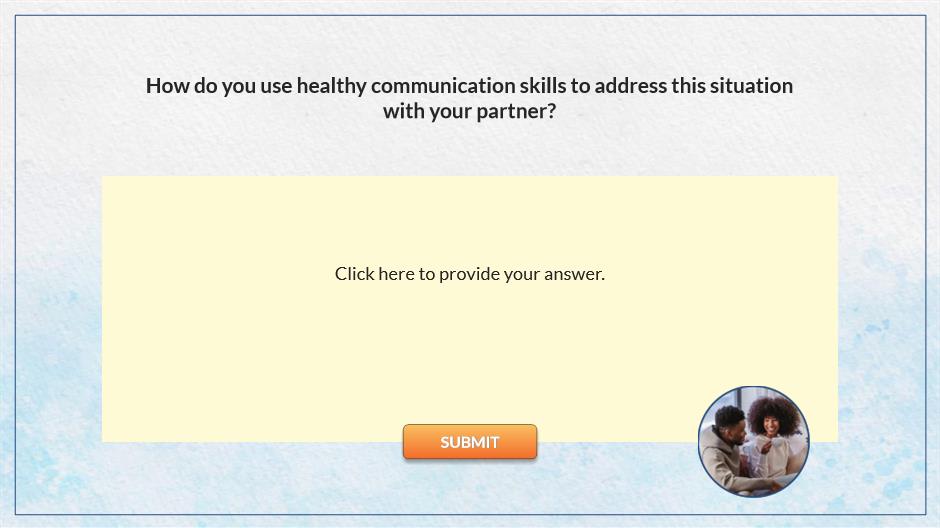 How do you use healthy communication skills to address this situation
with your partner?
Click here to provide your answer.
SUBMIT